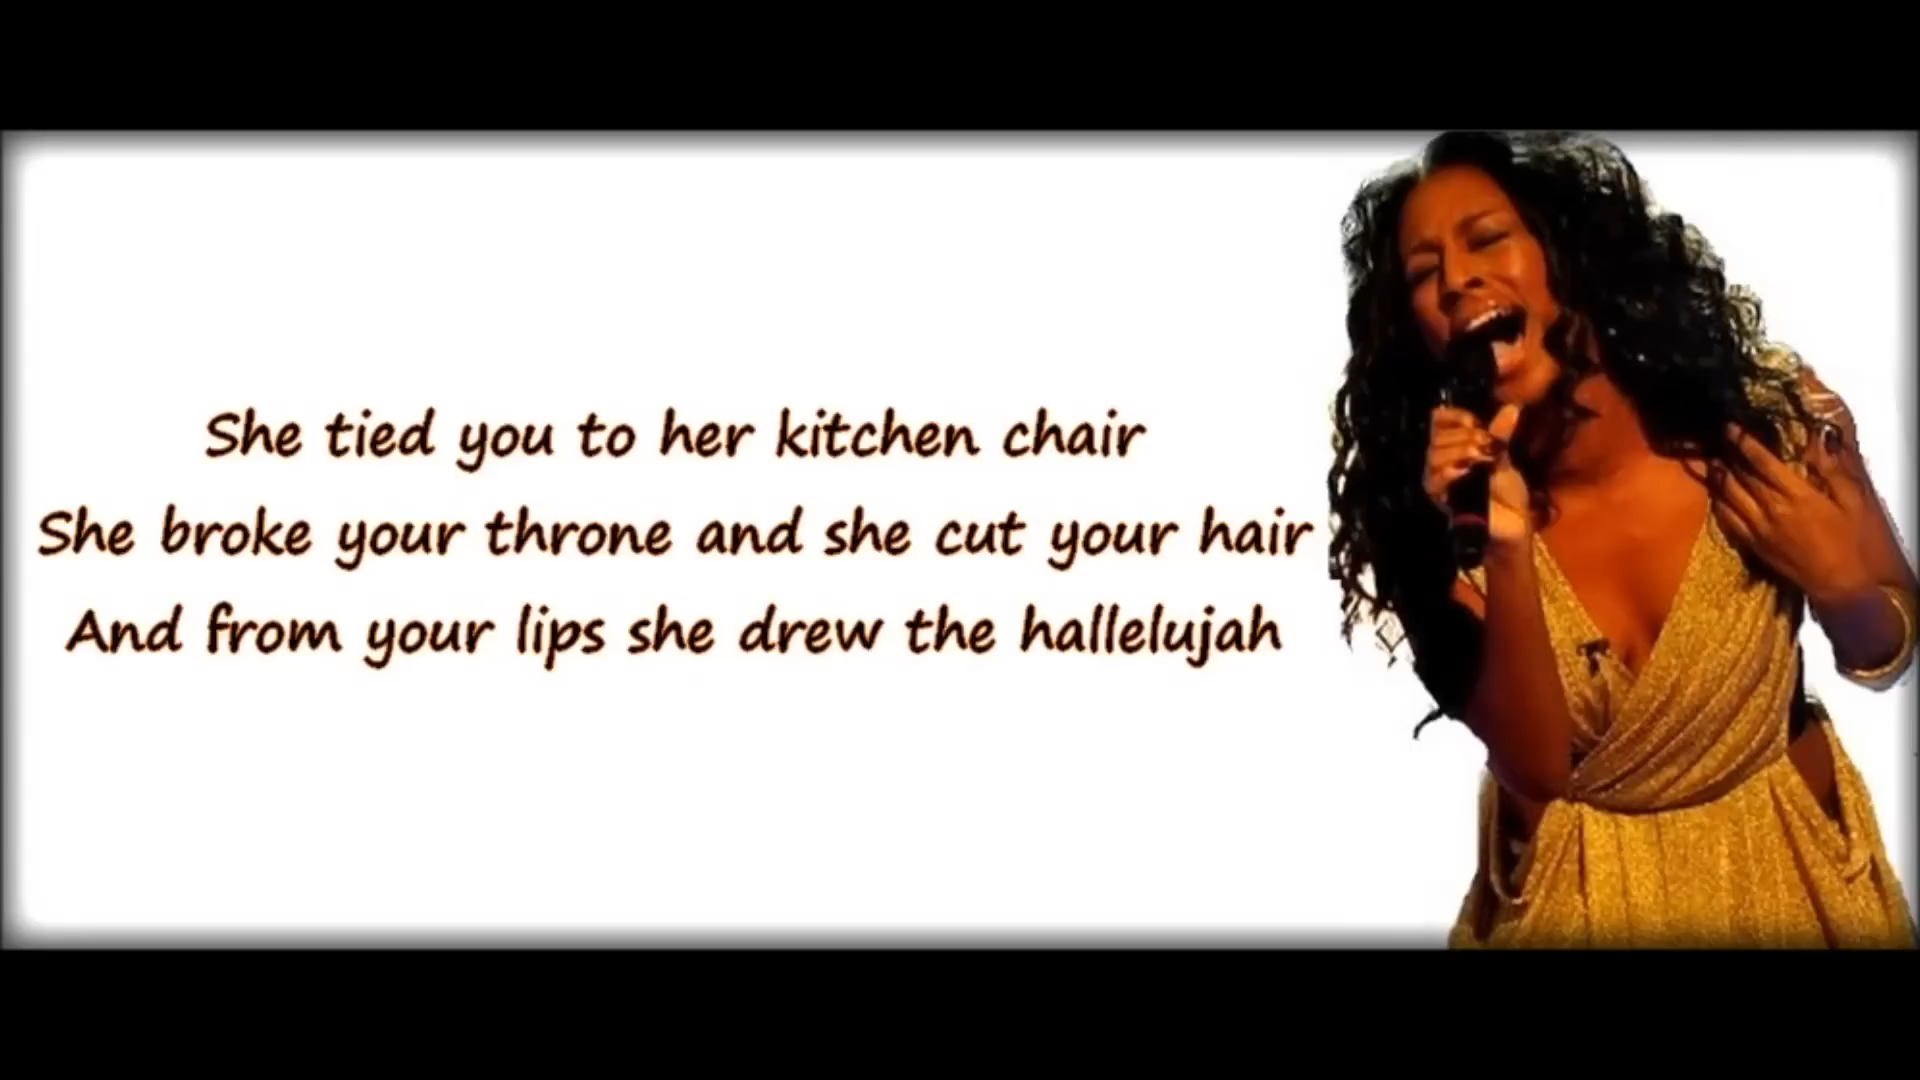 She tied you to her kitchen chair
She broke your throne and she cut your hair
And from your lips she drew the hallelujah